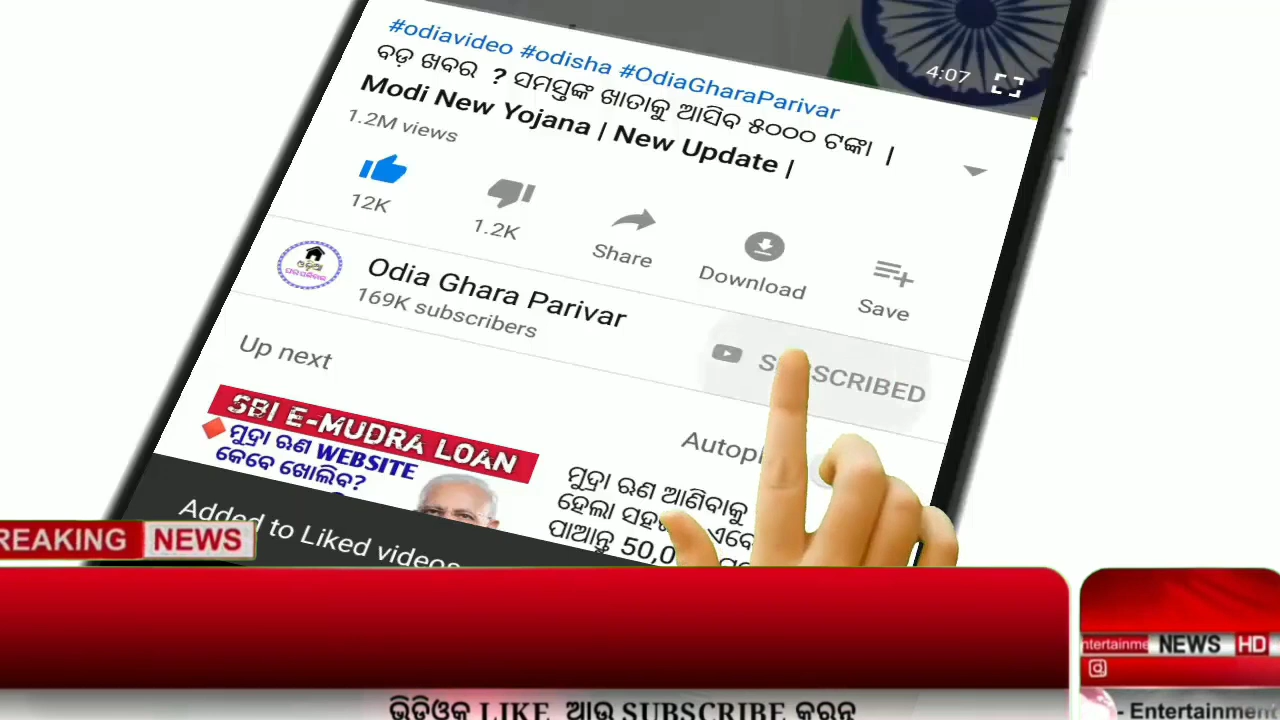 4:07
#odiavideo #odisha #OdiaGharaParivar
ବଡ଼ ଖବର ? ସମସ୍ତଙ୍କ ଖାତାକୁ ଆସିବ ୫୦୦୦ ଟଙ୍କା |
Modi New Yojana | New Update |
1.2M views
12K
1.2K
Share
Download
Save
Odia Ghara Parivar
169K subscribers
SUBSCRIBED
Up next
SBI E-MUDRA LOAN
ମୁଦ୍ରା ଋଣ WEBSITE
କେବେ ଖୋଲିବ?
ମୁଦ୍ରା ଋଣ ଆଣିବାକୁ
ହେଲା
ପାଆନ୍ତୁ 50,0
Added to Liked videos
REAKING NEWS
ntertainme NEWS HD
- Entertainment
ଭିଡିଓକୁ LIKE ଆଉ SUBSCRIBE କରନ୍ତୁ